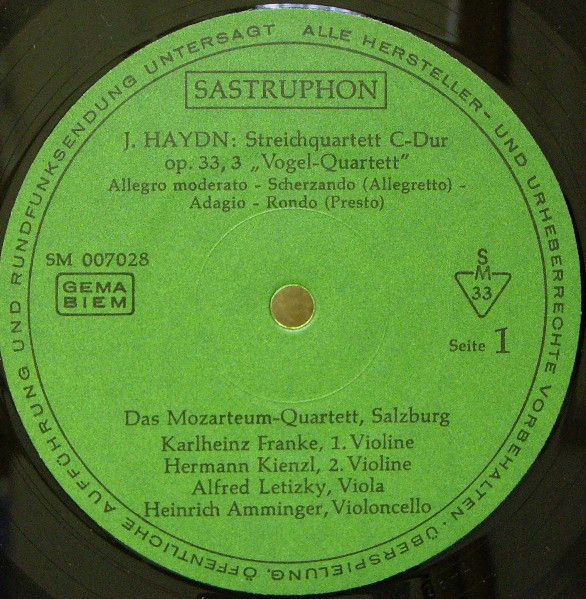 ALLE HERSTELLER- UND URHEBERRECHTE VORBEHALTEN · ÜBERSPIELUNG, ÖFFENTLICHE AUFFÜHRUNG UND RUNDFUNKSENDUNG UNTERSAGT
SASTRUPHON
J. HAYDN: Streichquartett C-Dur
op. 33, 3 „Vogel-Quartett”
Allegro moderato - Scherzando (Allegretto) -
Adagio - Rondo (Presto)
SM 007028
GEMA
BIEM
S
M
33
Seite 1
Das Mozarteum-Quartett, Salzburg
Karlheinz Franke, 1. Violine
Hermann Kienzl, 2. Violine
Alfred Letizky, Viola
Heinrich Amminger, Violoncello